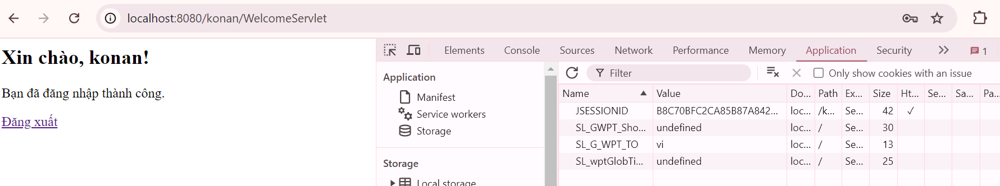 localhost:8080/konan/WelcomeServlet
Xin chào, konan!
Bạn đã đăng nhập thành công.
Đăng xuất
Elements Console Sources Network Performance Memory Application Security 1
Application
Manifest
Service workers
Storage
Storage
Local storage
Filter Only show cookies with an issue
Name Value Do... Path Ex... Size Ht... Se... Sa... Pa...
JSESSIONID B8C70BFC2CA85B87A842... loc... /k... Se... 42 ✓
SL_GWPT_Sho... undefined loc... / Se... 30
SL_G_WPT_TO vi loc... / Se... 13
SL_wptGlobTi... undefined loc... / Se... 25